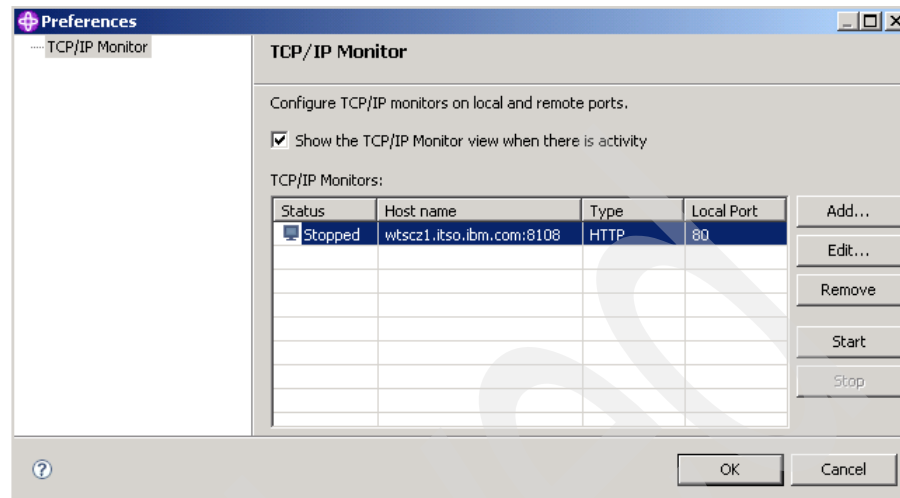 Preferences
TCP/IP Monitor
TCP/IP Monitor
Configure TCP/IP monitors on local and remote ports.
Show the TCP/IP Monitor view when there is activity
TCP/IP Monitors:
Status Host name Type Local Port
Stopped wtscz1.itso.ibm.com:8108 HTTP 80
Add...
Edit...
Remove
Start
Stop
? OK Cancel